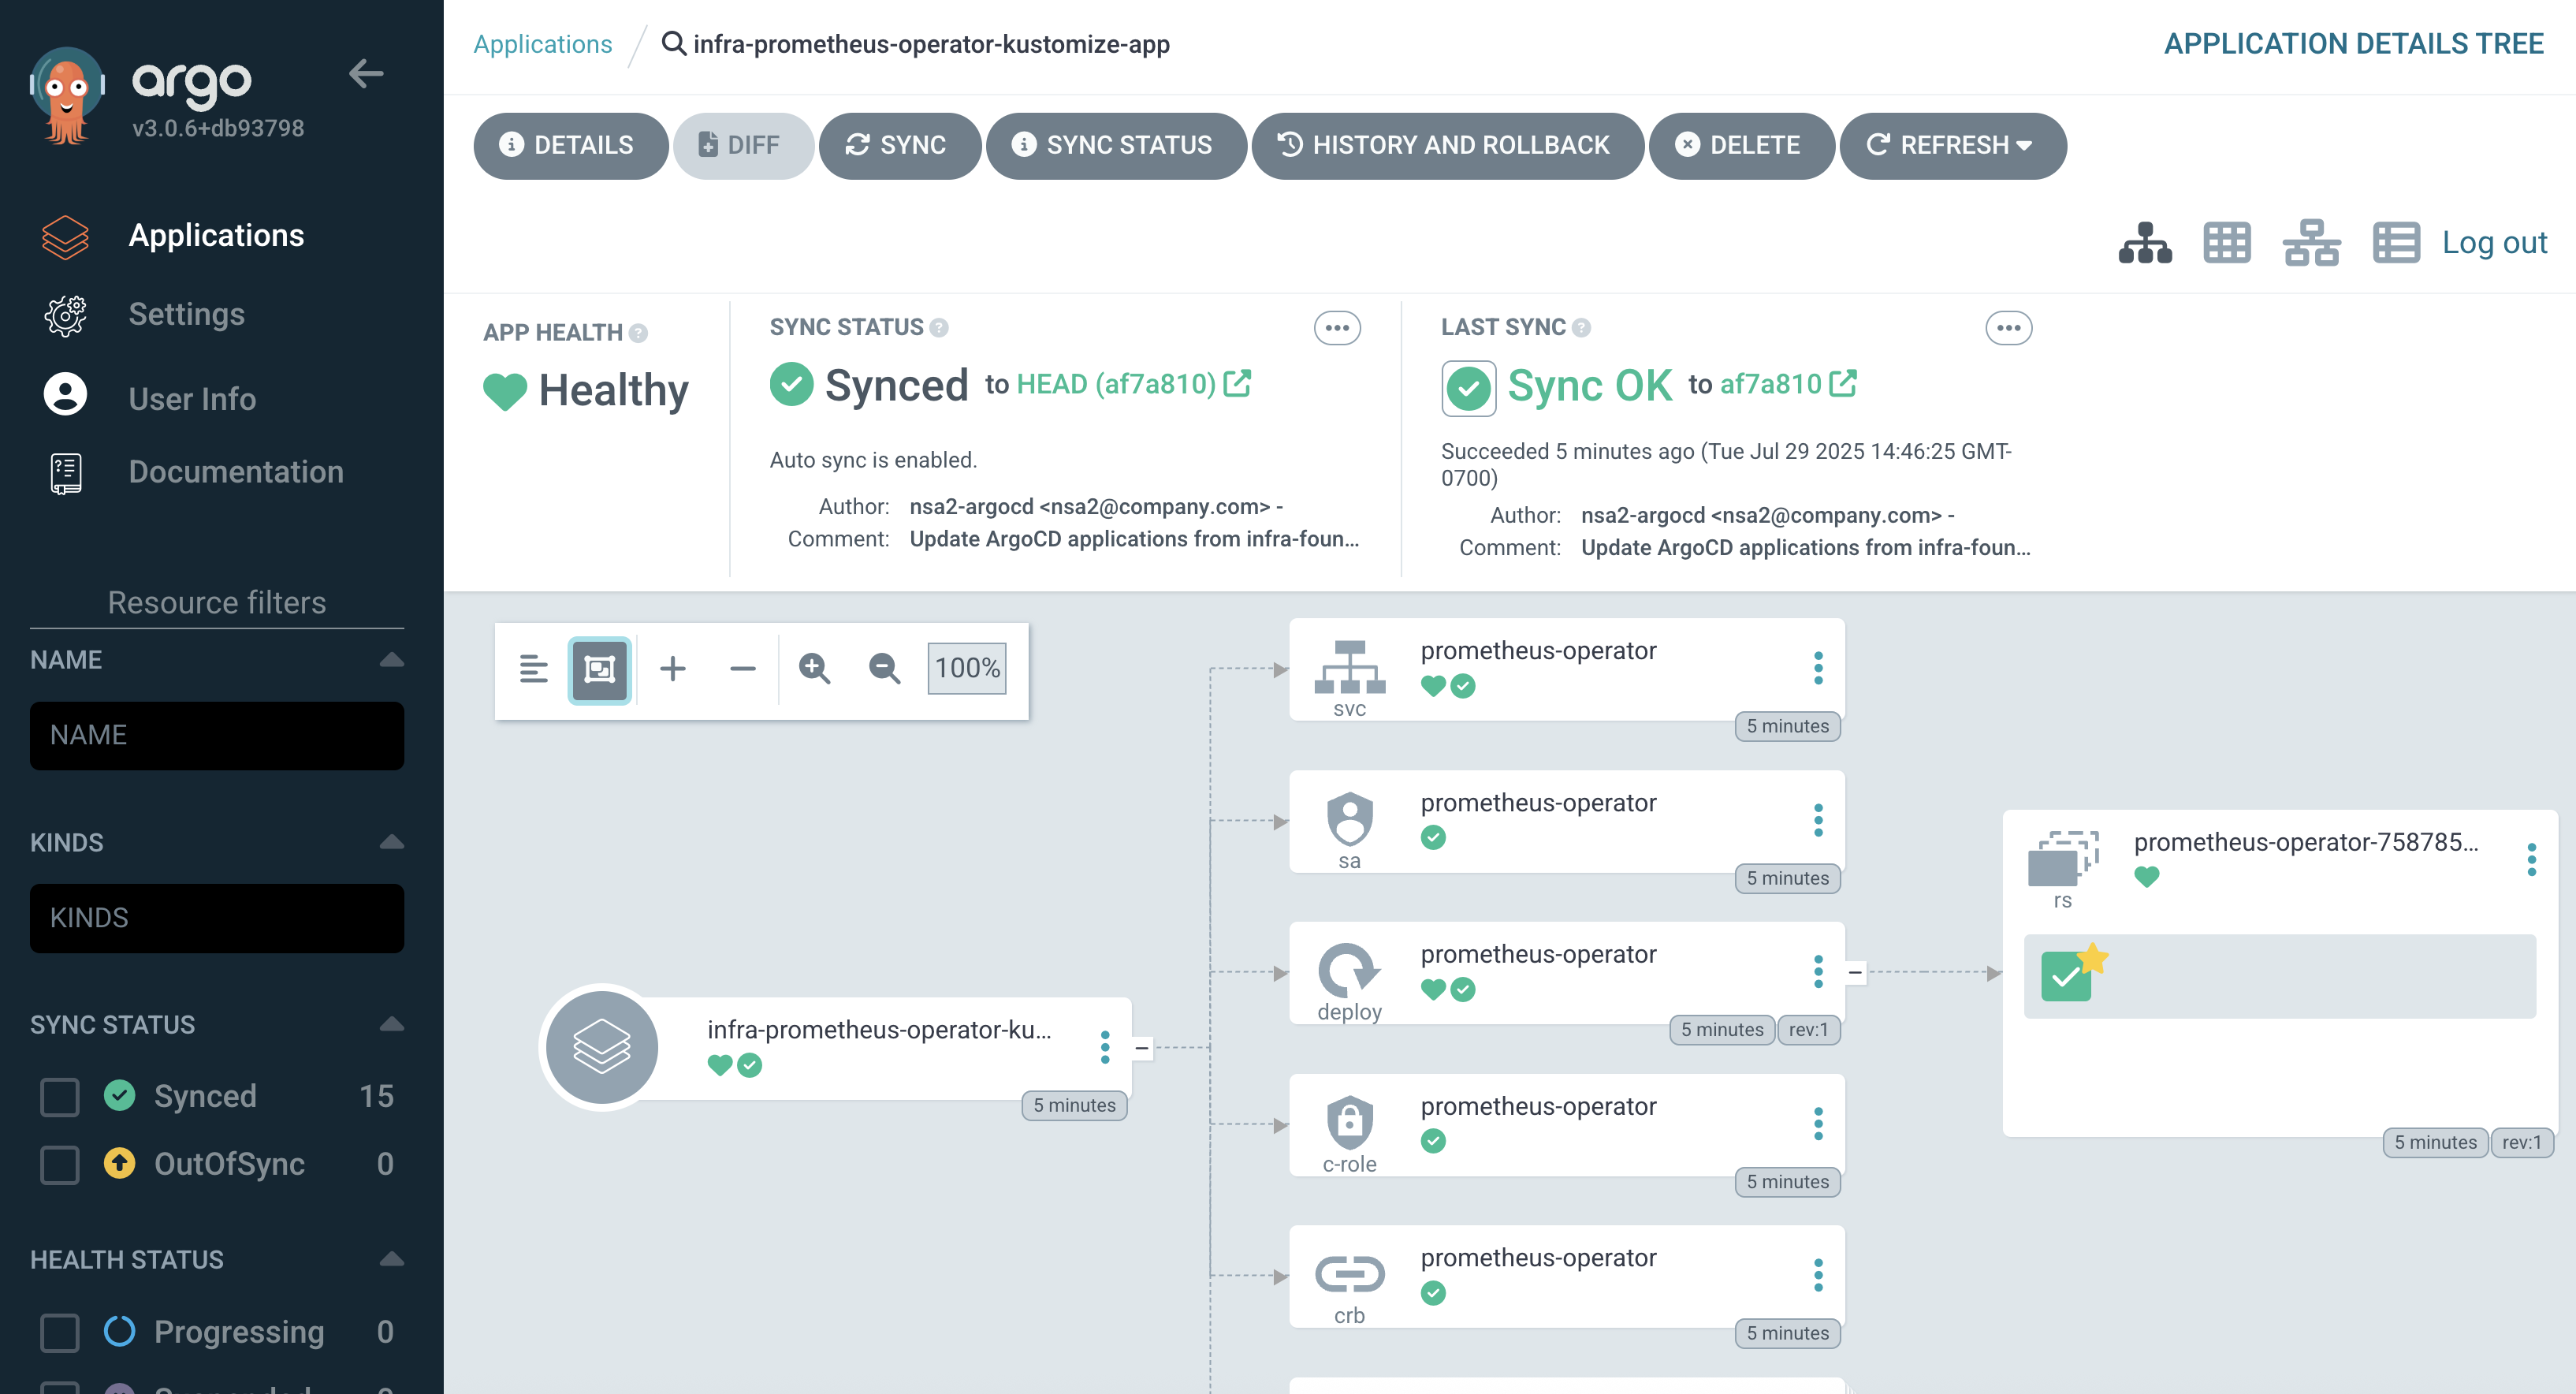 argo
v3.0.6+db93798
Applications
Settings
User Info
Documentation
Resource filters
NAME
NAME
KINDS
KINDS
SYNC STATUS
Synced 15
OutOfSync 0
HEALTH STATUS
Progressing 0
Applications / infra-prometheus-operator-kustomize-app
APPLICATION DETAILS TREE
DETAILS DIFF SYNC SYNC STATUS HISTORY AND ROLLBACK DELETE REFRESH
Log out
APP HEALTH
Healthy
SYNC STATUS
Synced to HEAD (af7a810)
Auto sync is enabled.
Author: nsa2-argocd <nsa2@company.com> -
Comment: Update ArgoCD applications from infra-foun...
LAST SYNC
Sync OK to af7a810
Succeeded 5 minutes ago (Tue Jul 29 2025 14:46:25 GMT-
0700)
Author: nsa2-argocd <nsa2@company.com> -
Comment: Update ArgoCD applications from infra-foun...
100%
infra-prometheus-operator-ku...
5 minutes
prometheus-operator
svc
5 minutes
prometheus-operator
sa
5 minutes
prometheus-operator
deploy
5 minutes rev:1
prometheus-operator
c-role
5 minutes
prometheus-operator
crb
5 minutes
prometheus-operator-758785...
rs
5 minutes rev:1